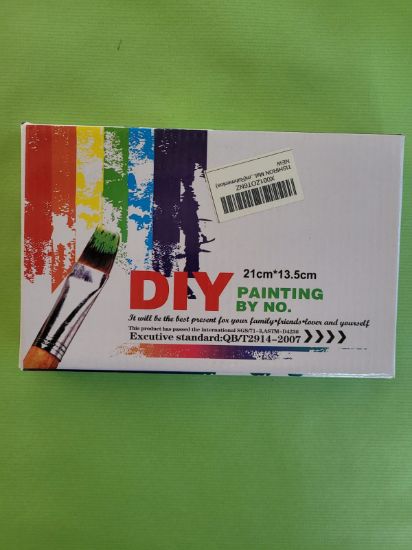 X001ZOT6NZ
NEW
21cm*13.5cm
DIY
PAINTING
BY NO.
It will be the best present for your family•friends•lover and yourself
This product has passed the international SGS/71-3,ASTM-D4236
Excutive standard:QB/T2914-2007